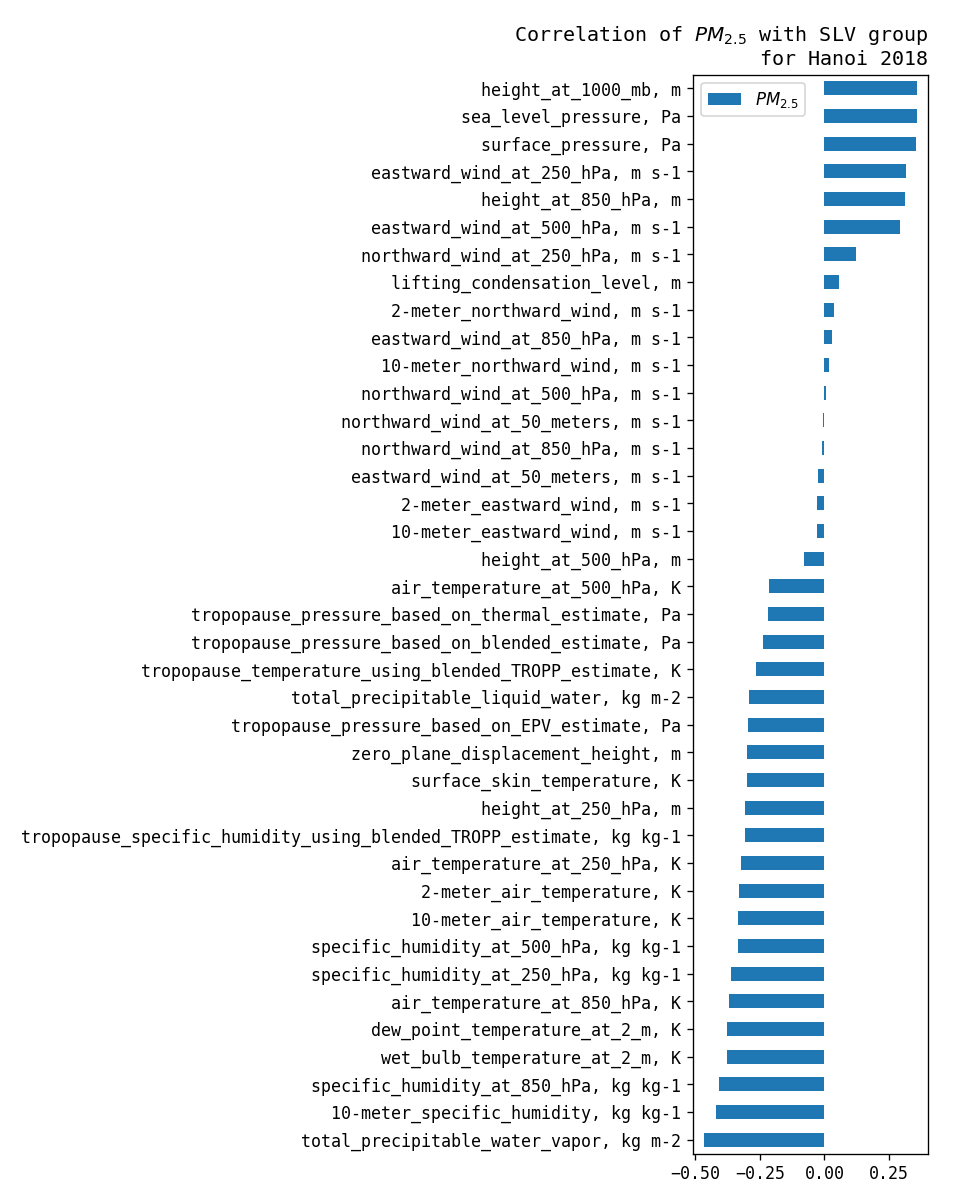 Correlation of PM2.5 with SLV group
for Hanoi 2018
PM2.5
height_at_1000_mb, m
sea_level_pressure, Pa
surface_pressure, Pa
eastward_wind_at_250_hPa, m s-1
height_at_850_hPa, m
eastward_wind_at_500_hPa, m s-1
northward_wind_at_250_hPa, m s-1
lifting_condensation_level, m
2-meter_northward_wind, m s-1
eastward_wind_at_850_hPa, m s-1
10-meter_northward_wind, m s-1
northward_wind_at_500_hPa, m s-1
northward_wind_at_50_meters, m s-1
northward_wind_at_850_hPa, m s-1
eastward_wind_at_50_meters, m s-1
2-meter_eastward_wind, m s-1
10-meter_eastward_wind, m s-1
height_at_500_hPa, m
air_temperature_at_500_hPa, K
tropopause_pressure_based_on_thermal_estimate, Pa
tropopause_pressure_based_on_blended_estimate, Pa
tropopause_temperature_using_blended_TROPP_estimate, K
total_precipitable_liquid_water, kg m-2
tropopause_pressure_based_on_EPV_estimate, Pa
zero_plane_displacement_height, m
surface_skin_temperature, K
height_at_250_hPa, m
tropopause_specific_humidity_using_blended_TROPP_estimate, kg kg-1
air_temperature_at_250_hPa, K
2-meter_air_temperature, K
10-meter_air_temperature, K
specific_humidity_at_500_hPa, kg kg-1
specific_humidity_at_250_hPa, kg kg-1
air_temperature_at_850_hPa, K
dew_point_temperature_at_2_m, K
wet_bulb_temperature_at_2_m, K
specific_humidity_at_850_hPa, kg kg-1
10-meter_specific_humidity, kg kg-1
total_precipitable_water_vapor, kg m-2
−0.50 −0.25 0.00 0.25